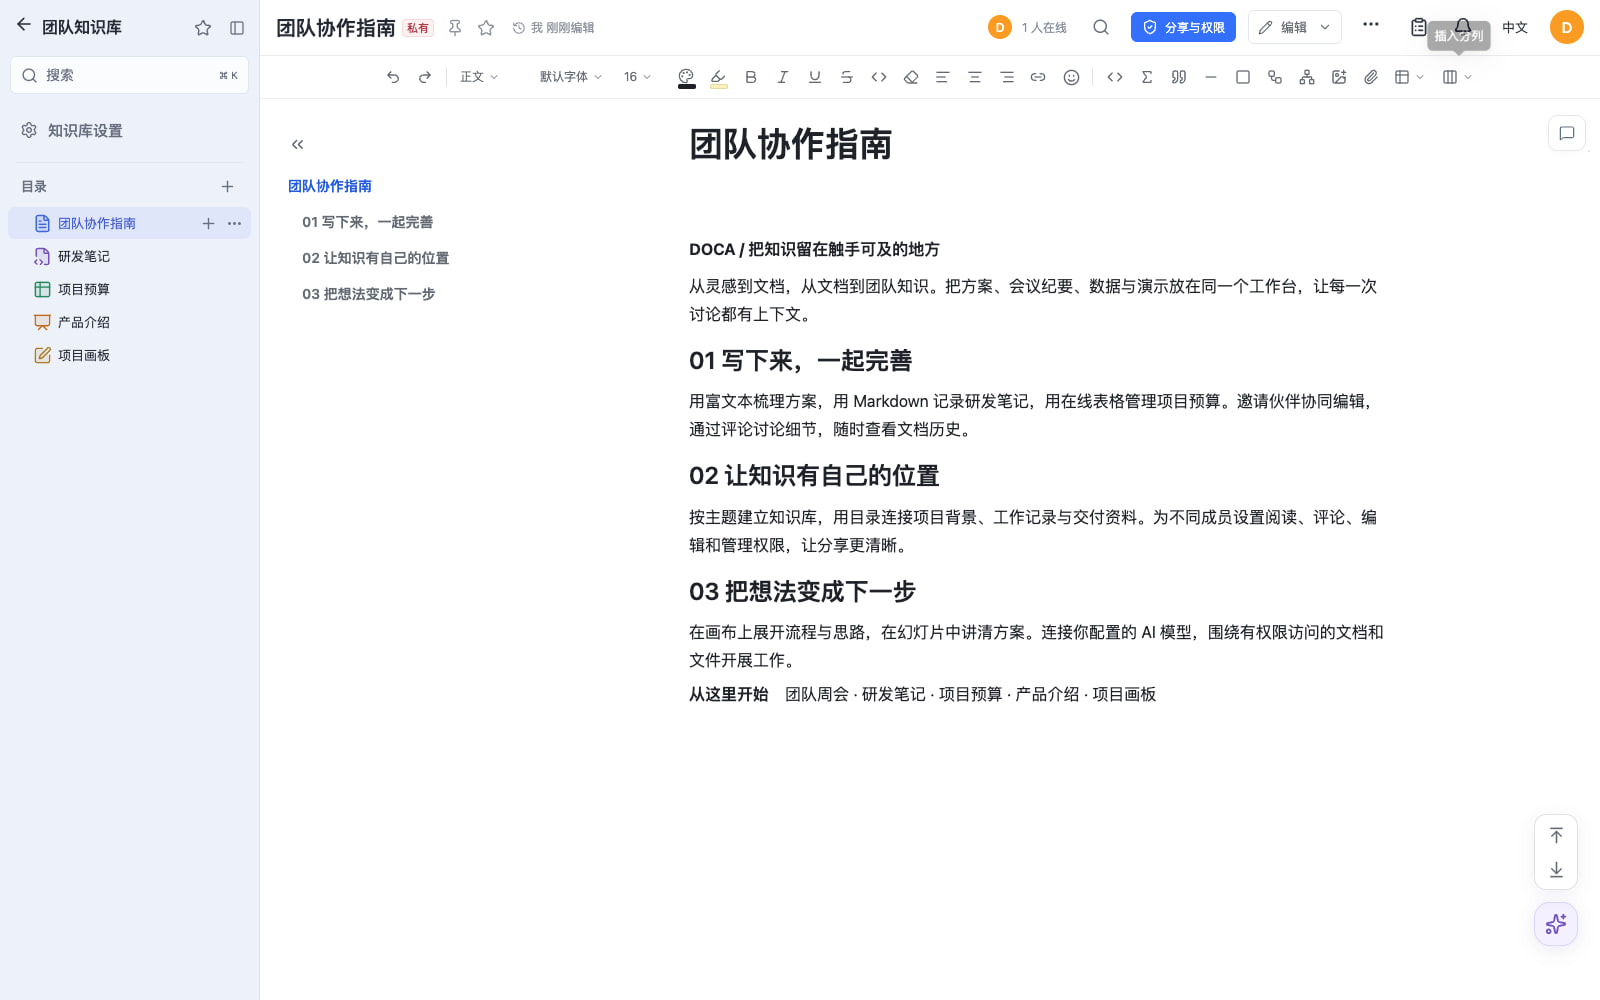 团队知识库
搜索
⌘ K
知识库设置
目录
团队协作指南
研发笔记
项目预算
产品介绍
项目画板
团队协作指南
私有
我 刚刚编辑
D
1 人在线
分享与权限
编辑
插入分列
中文
D
正文
默认字体
16
团队协作指南
01 写下来，一起完善
02 让知识有自己的位置
03 把想法变成下一步
团队协作指南
DOCA / 把知识留在触手可及的地方
从灵感到文档，从文档到团队知识。把方案、会议纪要、数据与演示放在同一个工作台，让每一次
讨论都有上下文。
01 写下来，一起完善
用富文本梳理方案，用 Markdown 记录研发笔记，用在线表格管理项目预算。邀请伙伴协同编辑，
通过评论讨论细节，随时查看文档历史。
02 让知识有自己的位置
按主题建立知识库，用目录连接项目背景、工作记录与交付资料。为不同成员设置阅读、评论、编
辑和管理权限，让分享更清晰。
03 把想法变成下一步
在画布上展开流程与思路，在幻灯片中讲清方案。连接你配置的 AI 模型，围绕有权限访问的文档和
文件开展工作。
从这里开始 团队周会 · 研发笔记 · 项目预算 · 产品介绍 · 项目画板